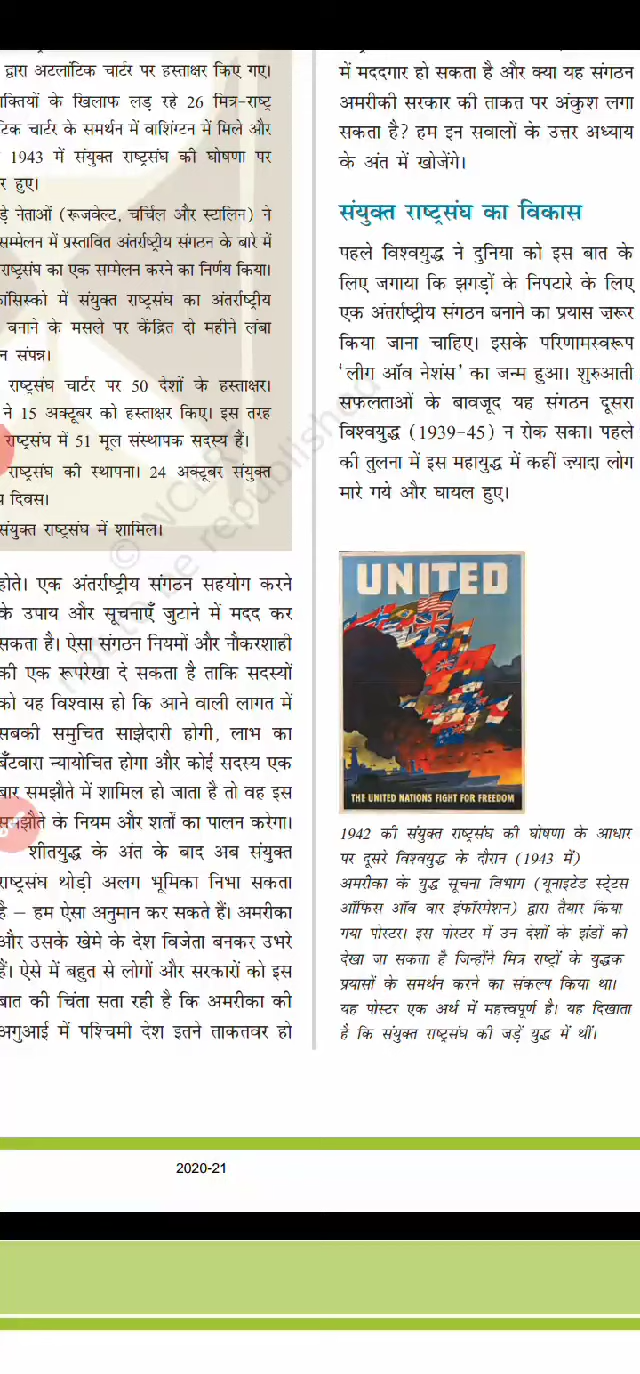 द्वारा अटलांटिक चार्टर पर हस्ताक्षर किए गए।
के खिलाफ लड़ रहे 26 मित्र-राष्ट्र
चार्टर के समर्थन में वाशिंग्टन में मिले और
1943 में संयुक्त राष्ट्रसंघ की घोषणा पर
हुए।
नेताओं (रूजवेल्ट, चर्चिल और स्टालिन) ने
सम्मेलन में प्रस्तावित अंतर्राष्ट्रीय संगठन के बारे में
राष्ट्रसंघ का एक सम्मेलन करने का निर्णय किया।
में संयुक्त राष्ट्रसंघ का अंतर्राष्ट्रीय
बनाने के मसले पर केंद्रित दो महीने लंबा
संपन्न।
राष्ट्रसंघ चार्टर पर 50 देशों के हस्ताक्षर।
ने 15 अक्टूबर को हस्ताक्षर किए। इस तरह
राष्ट्रसंघ में 51 मूल संस्थापक सदस्य हैं।
राष्ट्रसंघ की स्थापना। 24 अक्टूबर संयुक्त
दिवस।
संयुक्त राष्ट्रसंघ में शामिल।
होते। एक अंतर्राष्ट्रीय संगठन सहयोग करने
के उपाय और सूचनाएँ जुटाने में मदद कर
सकता है। ऐसा संगठन नियमों और नौकरशाही
की एक रूपरेखा दे सकता है ताकि सदस्यों
को यह विश्वास हो कि आने वाली लागत में
सबकी समुचित साझेदारी होगी, लाभ का
बँटवारा न्यायोचित होगा और कोई सदस्य एक
बार समझौते में शामिल हो जाता है तो वह इस
समझौते के नियम और शर्तों का पालन करेगा।
शीतयुद्ध के अंत के बाद अब संयुक्त
राष्ट्रसंघ थोड़ी अलग भूमिका निभा सकता
है – हम ऐसा अनुमान कर सकते हैं। अमरीका
और उसके खेमे के देश विजेता बनकर उभरे
हैं। ऐसे में बहुत से लोगों और सरकारों को इस
बात की चिंता सता रही है कि अमरीका की
अगुआई में पश्चिमी देश इतने ताकतवर हो
में मददगार हो सकता है और क्या यह संगठन
अमरीकी सरकार की ताकत पर अंकुश लगा
सकता है? हम इन सवालों के उत्तर अध्याय
के अंत में खोजेंगे।
संयुक्त राष्ट्रसंघ का विकास
पहले विश्वयुद्ध ने दुनिया को इस बात के
लिए जगाया कि झगड़ों के निपटारे के लिए
एक अंतर्राष्ट्रीय संगठन बनाने का प्रयास ज़रूर
किया जाना चाहिए। इसके परिणामस्वरूप
'लीग ऑव नेशंस' का जन्म हुआ। शुरुआती
सफलताओं के बावजूद यह संगठन दूसरा
विश्वयुद्ध (1939-45) न रोक सका। पहले
की तुलना में इस महायुद्ध में कहीं ज़्यादा लोग
मारे गये और घायल हुए।
UNITED
THE UNITED NATIONS FIGHT FOR FREEDOM
1942 की संयुक्त राष्ट्रसंघ की घोषणा के आधार
पर दूसरे विश्वयुद्ध के दौरान (1943 में)
अमरीका के युद्ध सूचना विभाग (यूनाइटेड स्टेट्स
ऑफिस ऑव वार इंफॉरमेशन) द्वारा तैयार किया
गया पोस्टर। इस पोस्टर में उन देशों के झंडों को
देखा जा सकता है जिन्होंने मित्र राष्ट्रों के युद्धक
प्रयासों के समर्थन करने का संकल्प किया था।
यह पोस्टर एक अर्थ में महत्त्वपूर्ण है। यह दिखाता
है कि संयुक्त राष्ट्रसंघ की जड़ें युद्ध में थीं।
© NCERT
not to be republished
2020-21